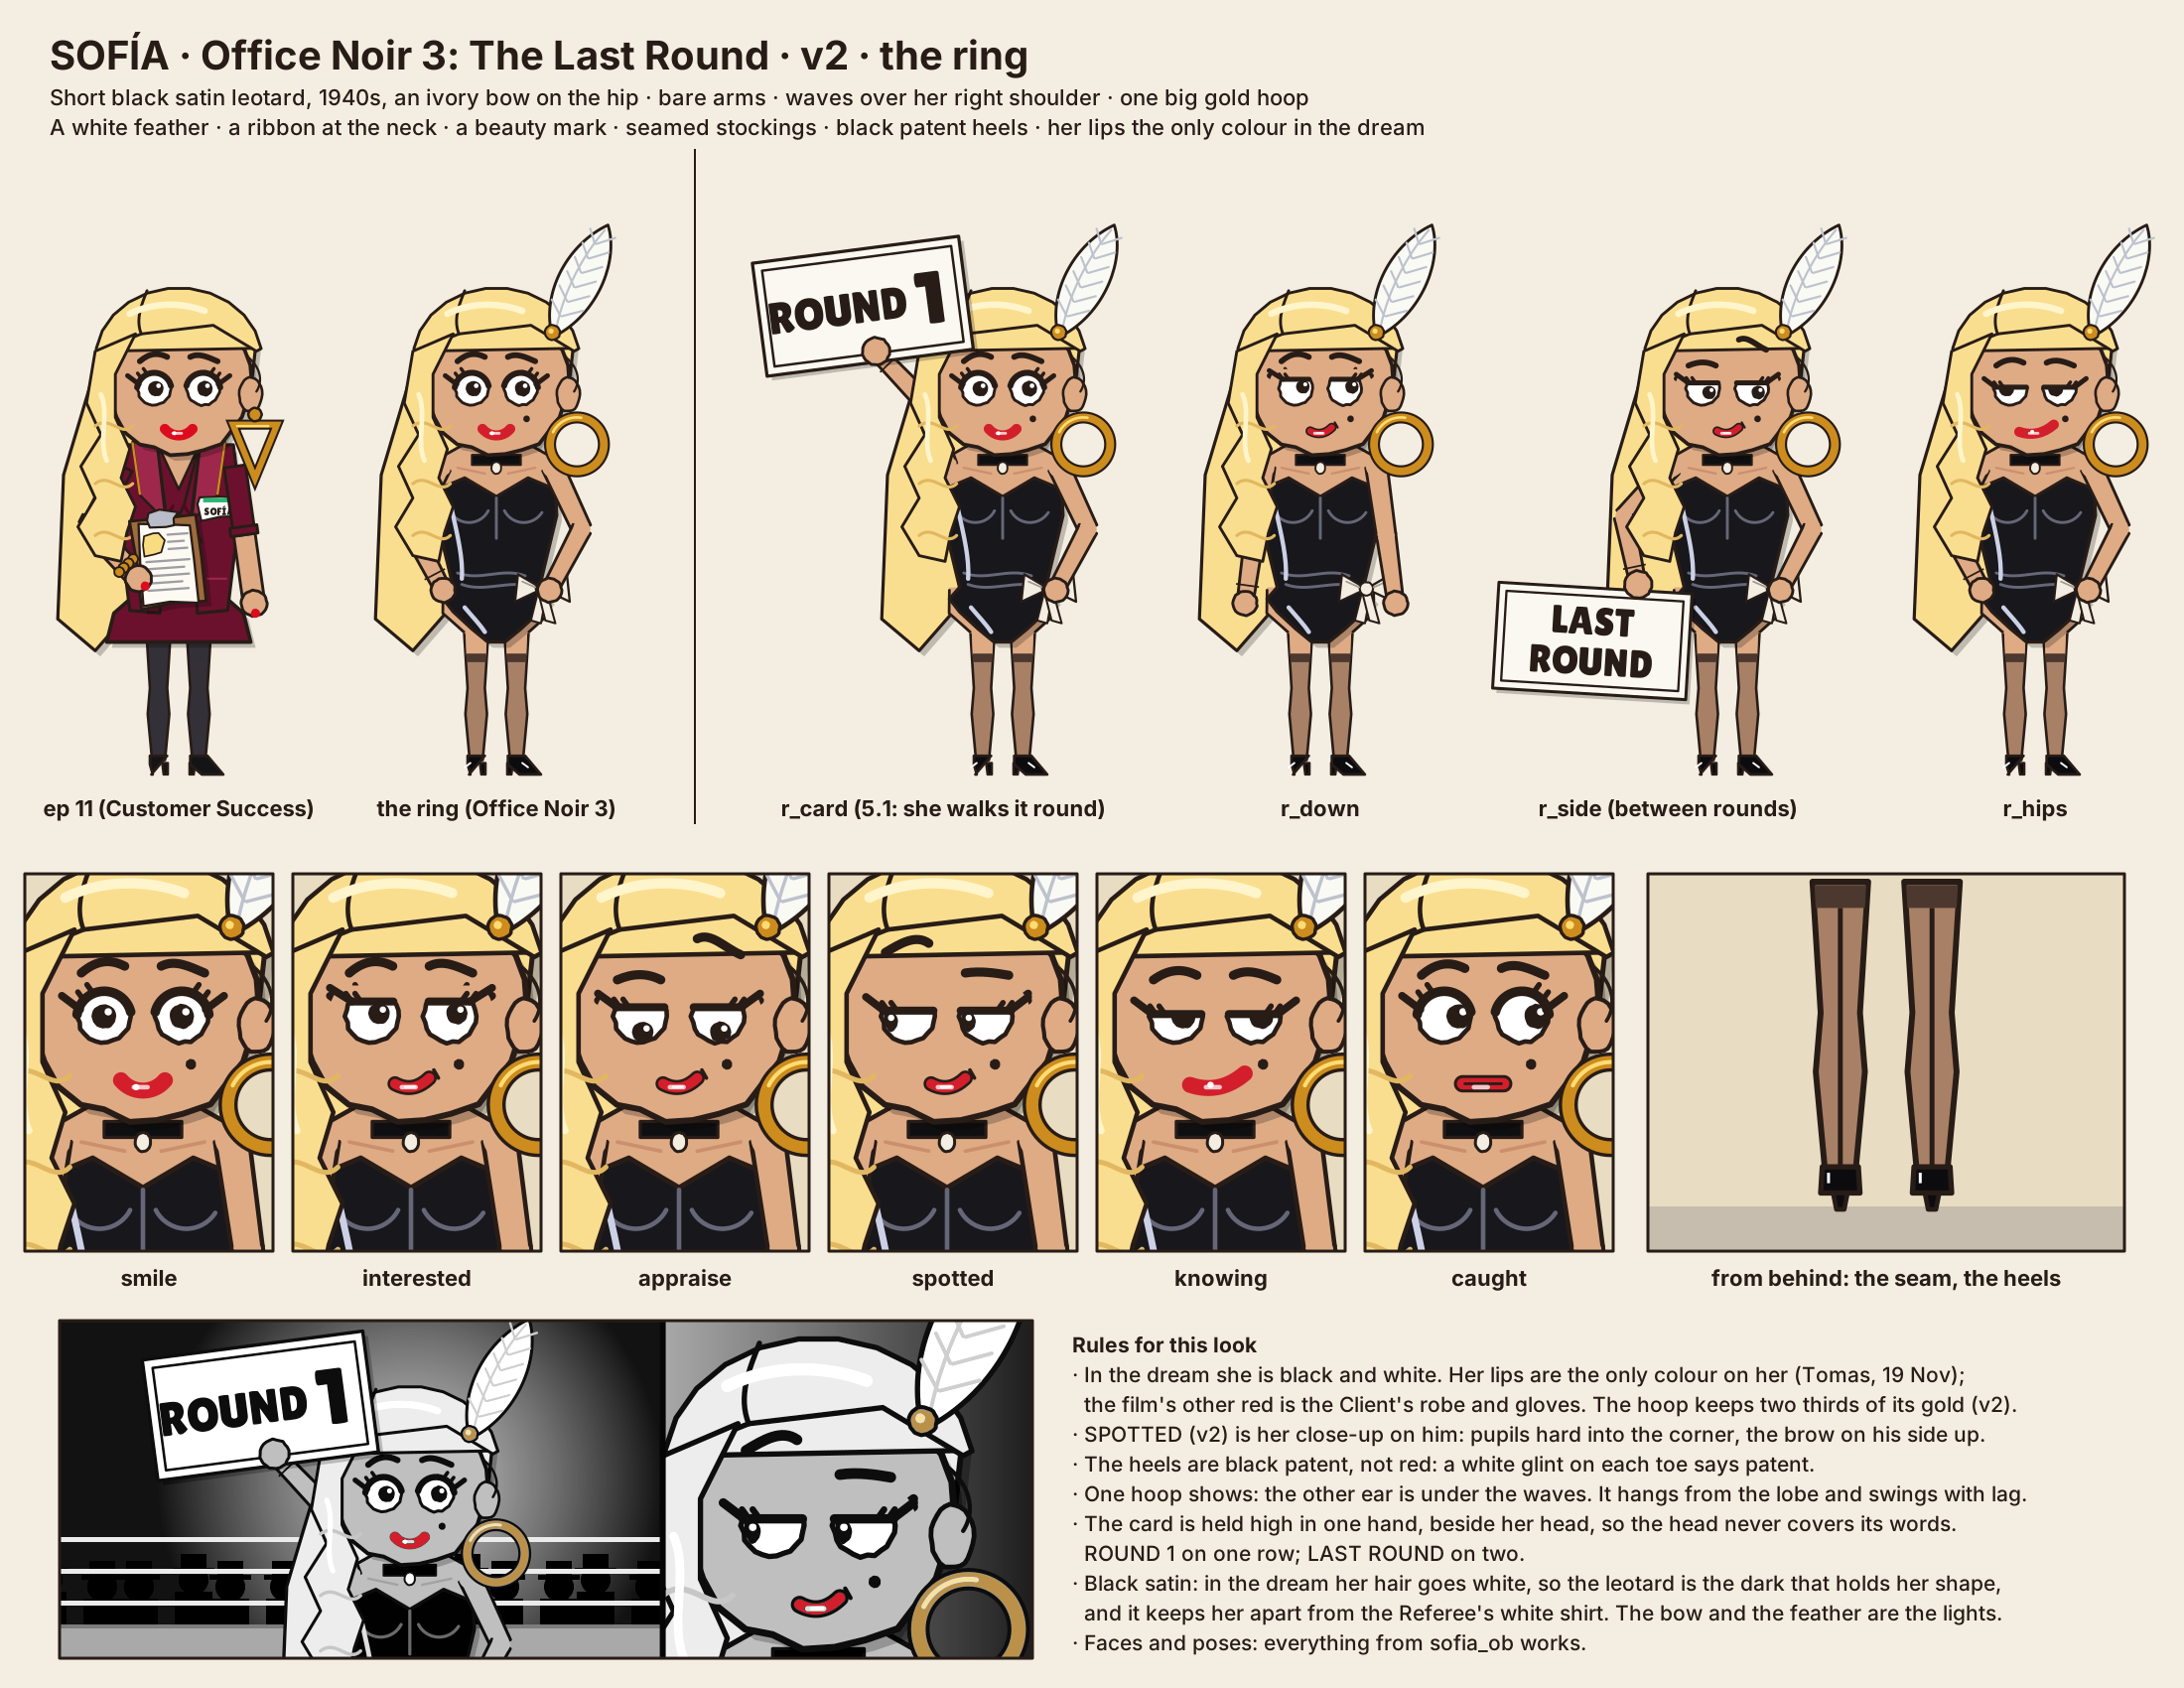 SOFÍA · Office Noir 3: The Last Round · v2 · the ring
Short black satin leotard, 1940s, an ivory bow on the hip · bare arms · waves over her right shoulder · one big gold hoop
A white feather · a ribbon at the neck · a beauty mark · seamed stockings · black patent heels · her lips the only colour in the dream
ROUND 1
SOFÍA
LAST
ROUND
ep 11 (Customer Success)
the ring (Office Noir 3)
r_card (5.1: she walks it round)
r_down
r_side (between rounds)
r_hips
smile
interested
appraise
spotted
knowing
caught
from behind: the seam, the heels
ROUND 1
Rules for this look
· In the dream she is black and white. Her lips are the only colour on her (Tomas, 19 Nov);
the film's other red is the Client's robe and gloves. The hoop keeps two thirds of its gold (v2).
· SPOTTED (v2) is her close-up on him: pupils hard into the corner, the brow on his side up.
· The heels are black patent, not red: a white glint on each toe says patent.
· One hoop shows: the other ear is under the waves. It hangs from the lobe and swings with lag.
· The card is held high in one hand, beside her head, so the head never covers its words.
ROUND 1 on one row; LAST ROUND on two.
· Black satin: in the dream her hair goes white, so the leotard is the dark that holds her shape,
and it keeps her apart from the Referee's white shirt. The bow and the feather are the lights.
· Faces and poses: everything from sofia_ob works.